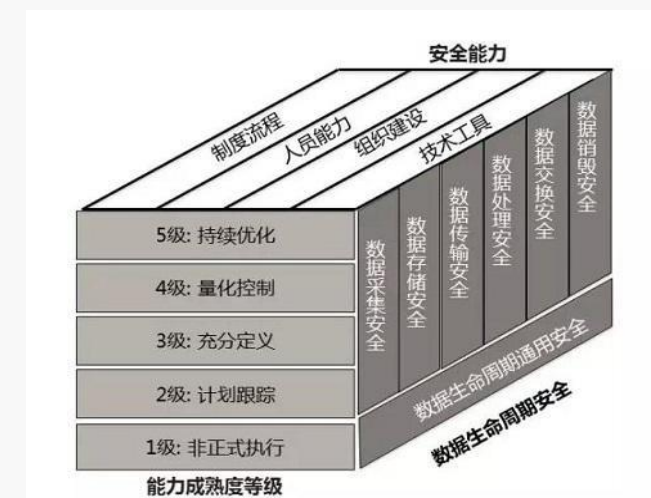 安全能力
制度流程
人员能力
组织建设
技术工具
5级: 持续优化
4级: 量化控制
3级: 充分定义
2级: 计划跟踪
1级: 非正式执行
能力成熟度等级
数据采集安全
数据存储安全
数据传输安全
数据处理安全
数据交换安全
数据销毁安全
数据生命周期通用安全
数据生命周期安全